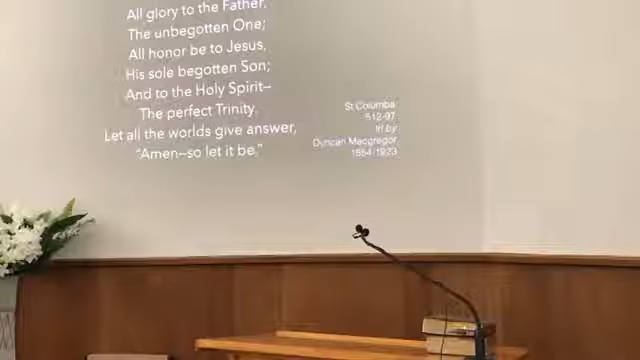 All glory to the Father,
The unbegotten One;
All honor be to Jesus,
His sole begotten Son;
And to the Holy Spirit—
The perfect Trinity.
Let all the worlds give answer,
"Amen—so let it be."
St Columba
512-97
tr by
Duncan Macgregor
1854-1923